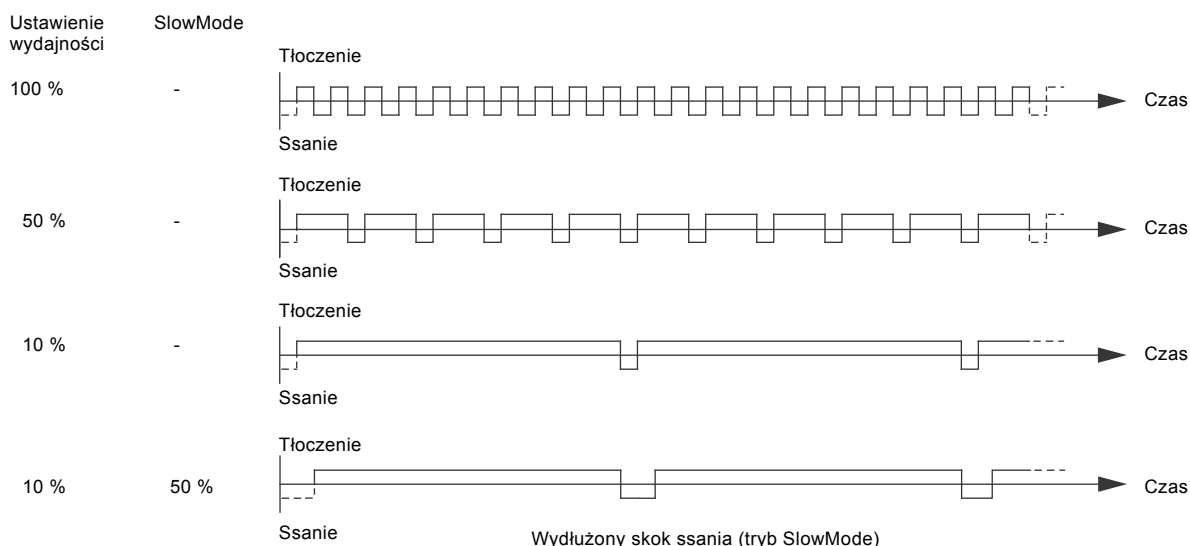 Ustawienie
wydajności
SlowMode
Tłoczenie
100 %
-
Czas
Ssanie
Tłoczenie
50 %
-
Czas
Ssanie
Tłoczenie
10 %
-
Czas
Ssanie
Tłoczenie
10 %
50 %
Czas
Ssanie
Wydłużony skok ssania (tryb SlowMode)